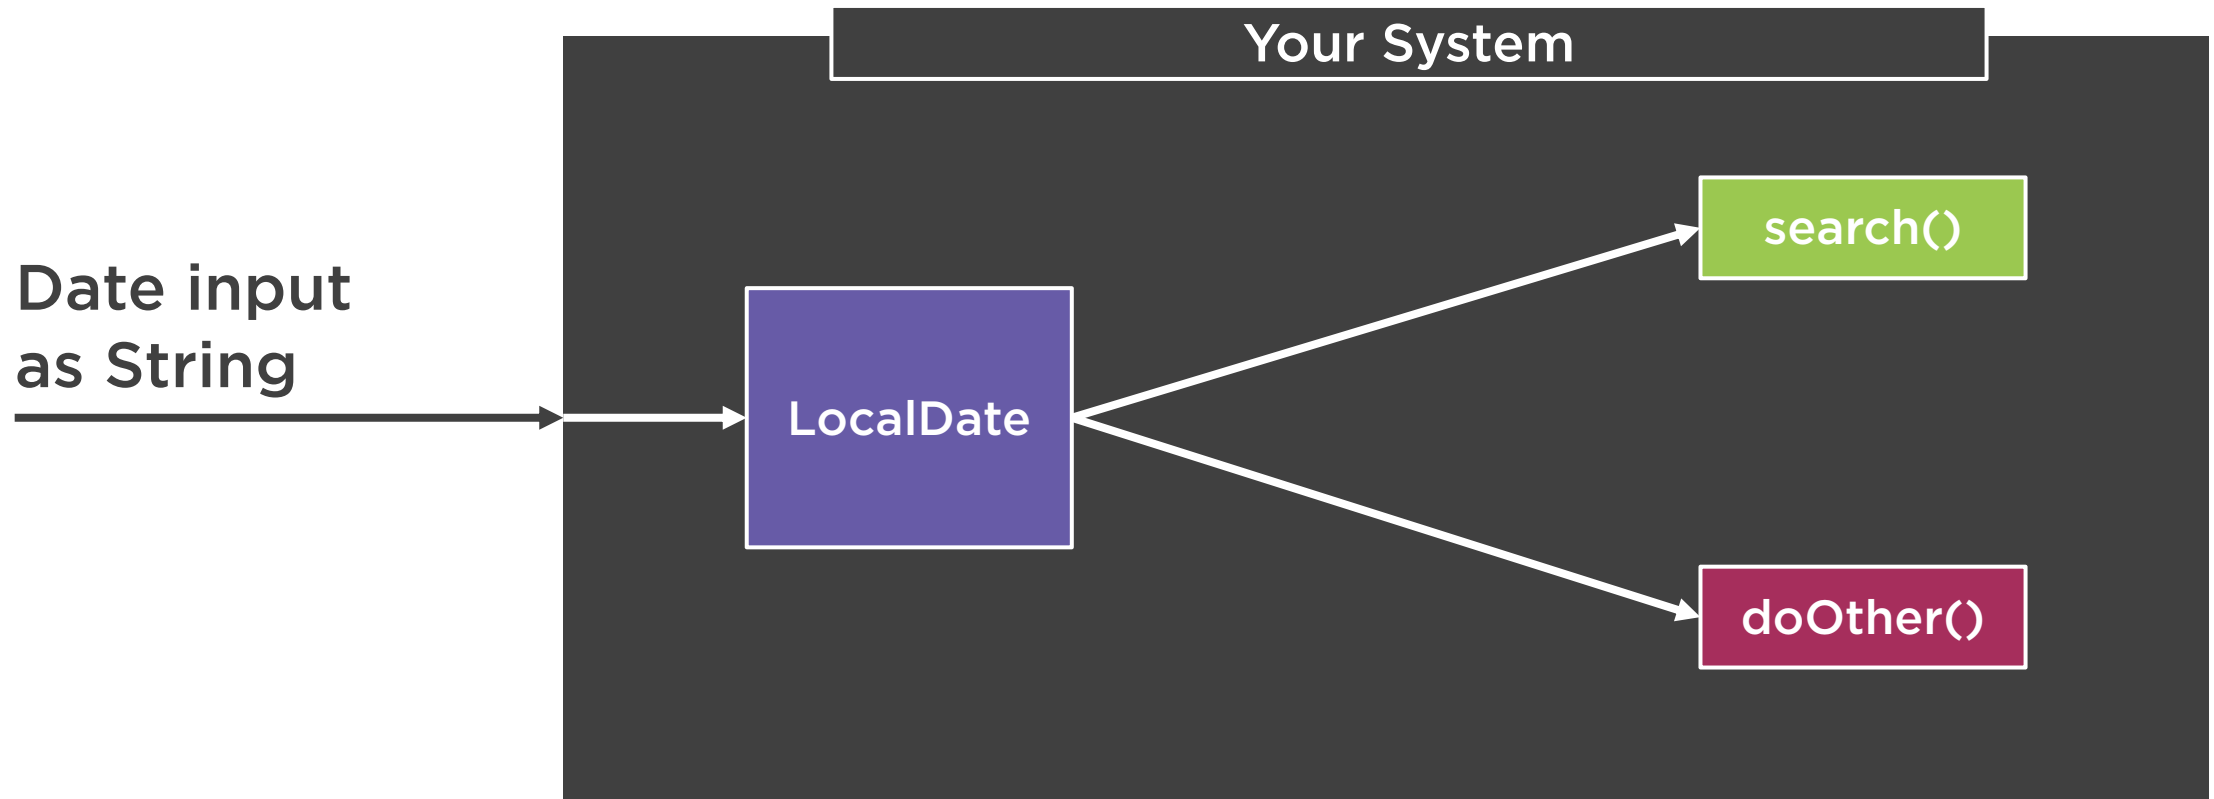 Your System
Date input
as String
LocalDate
search()
doOther()